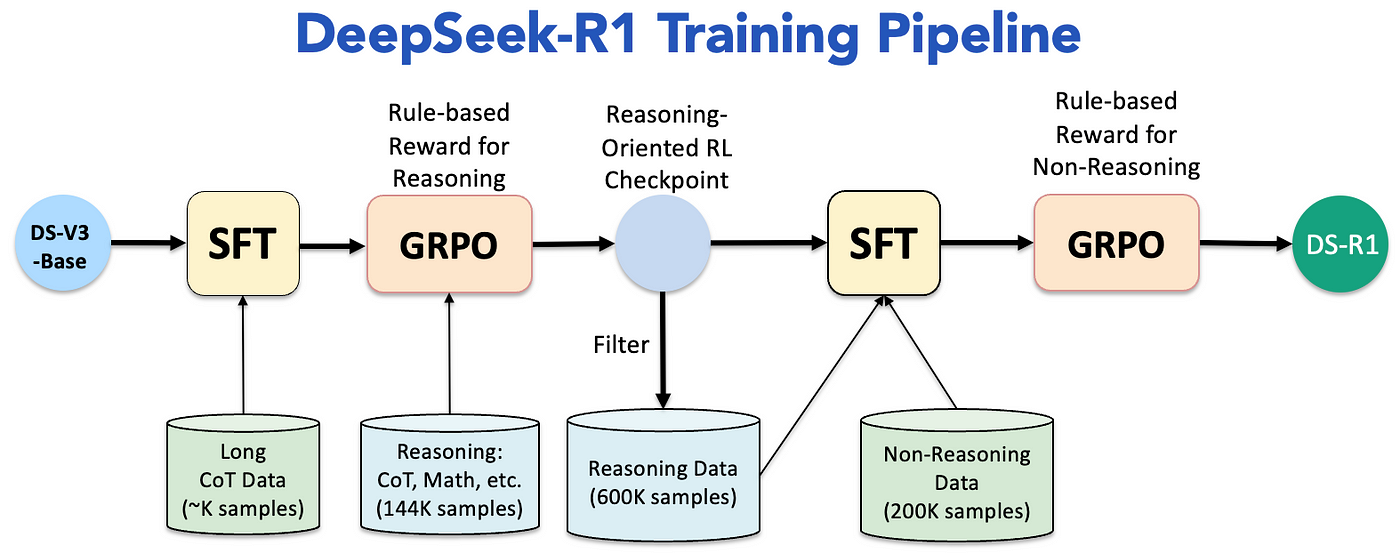 DeepSeek-R1 Training Pipeline
Rule-based
Reward for
Reasoning
Reasoning-
Oriented RL
Checkpoint
Rule-based
Reward for
Non-Reasoning
DS-V3
-Base
SFT
GRPO
SFT
GRPO
DS-R1
Filter
Long
CoT Data
(~K samples)
Reasoning:
CoT, Math, etc.
(144K samples)
Reasoning Data
(600K samples)
Non-Reasoning
Data
(200K samples)